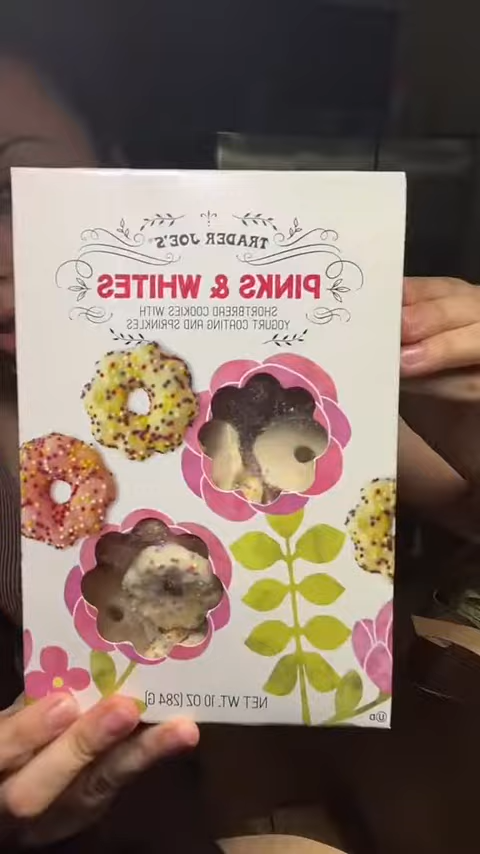 TRADER JOE'S®
PINKS & WHITES
SHORTBREAD COOKIES WITH
YOGURT COATING AND SPRINKLES
NET WT. 10 OZ (284 G)
U D